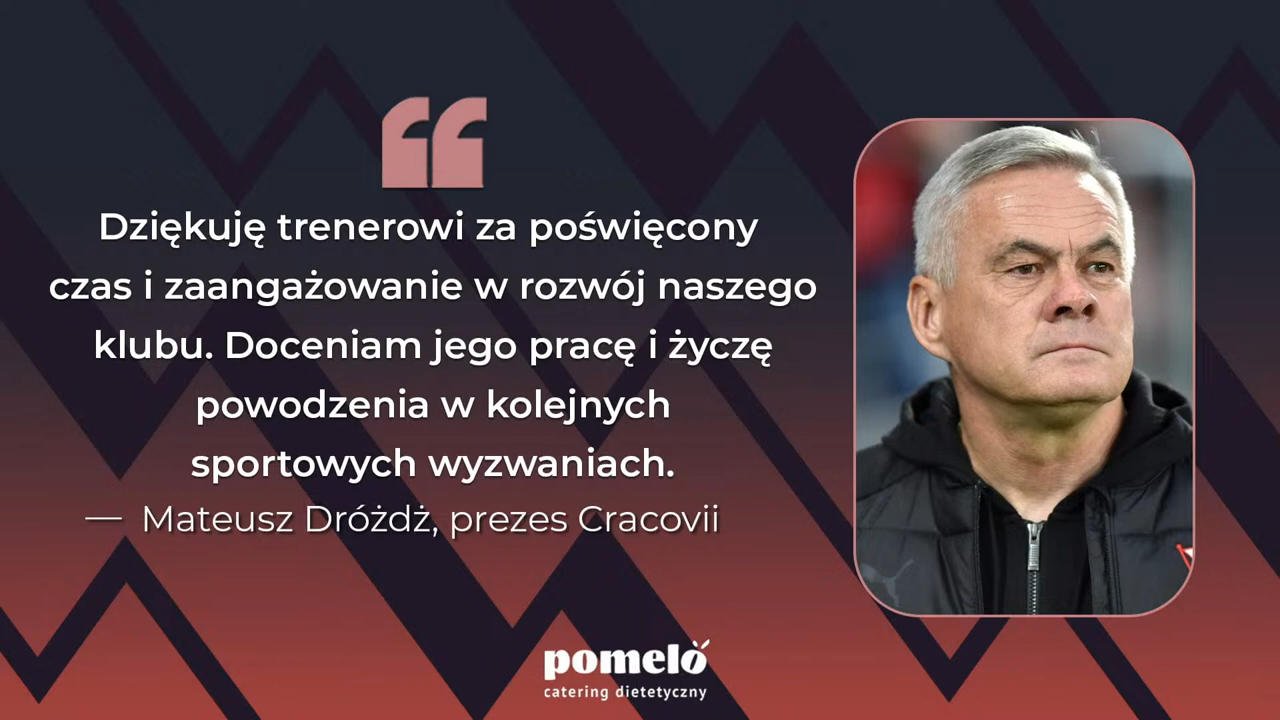 Dziękuję trenerowi za poświęcony
czas i zaangażowanie w rozwój naszego
klubu. Doceniam jego pracę i życzę
powodzenia w kolejnych
sportowych wyzwaniach.
— Mateusz Dróżdż, prezes Cracovii
pomelo
catering dietetyczny